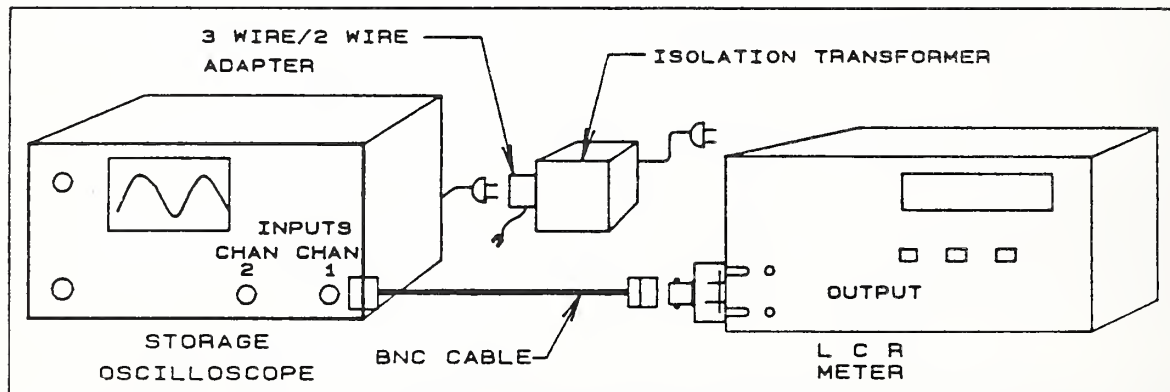 3 WIRE/2 WIRE
ADAPTER
ISOLATION TRANSFORMER
INPUTS
CHAN CHAN
2 1
OUTPUT
STORAGE
OSCILLOSCOPE
BNC CABLE
L C R
METER